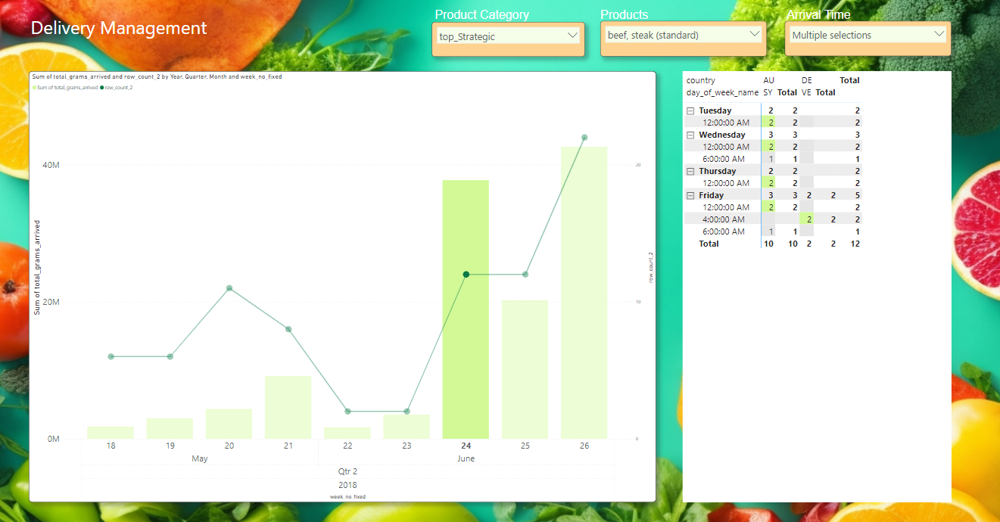 Delivery Management
Product Category
top_Strategic
Products
beef, steak (standard)
Arrival Time
Multiple selections
Sum of total_grams_arrived and row_count_2 by Year, Quarter, Month and week_no_fixed
Sum of total_grams_arrived row_count_2
Sum of total_grams_arrived
40M
20M
0M
20
10
0
row_count_2
18 19 20 21 22 23 24 25 26
May June
Qtr 2
2018
week_no_fixed
country AU DE Total
day_of_week_name SY Total VE Total
Tuesday 2 2 2
12:00:00 AM 2 2 2
Wednesday 3 3 3
12:00:00 AM 2 2 2
6:00:00 AM 1 1 1
Thursday 2 2 2
12:00:00 AM 2 2 2
Friday 3 3 2 2 5
12:00:00 AM 2 2 2
4:00:00 AM 2 2 2
6:00:00 AM 1 1 1
Total 10 10 2 2 12